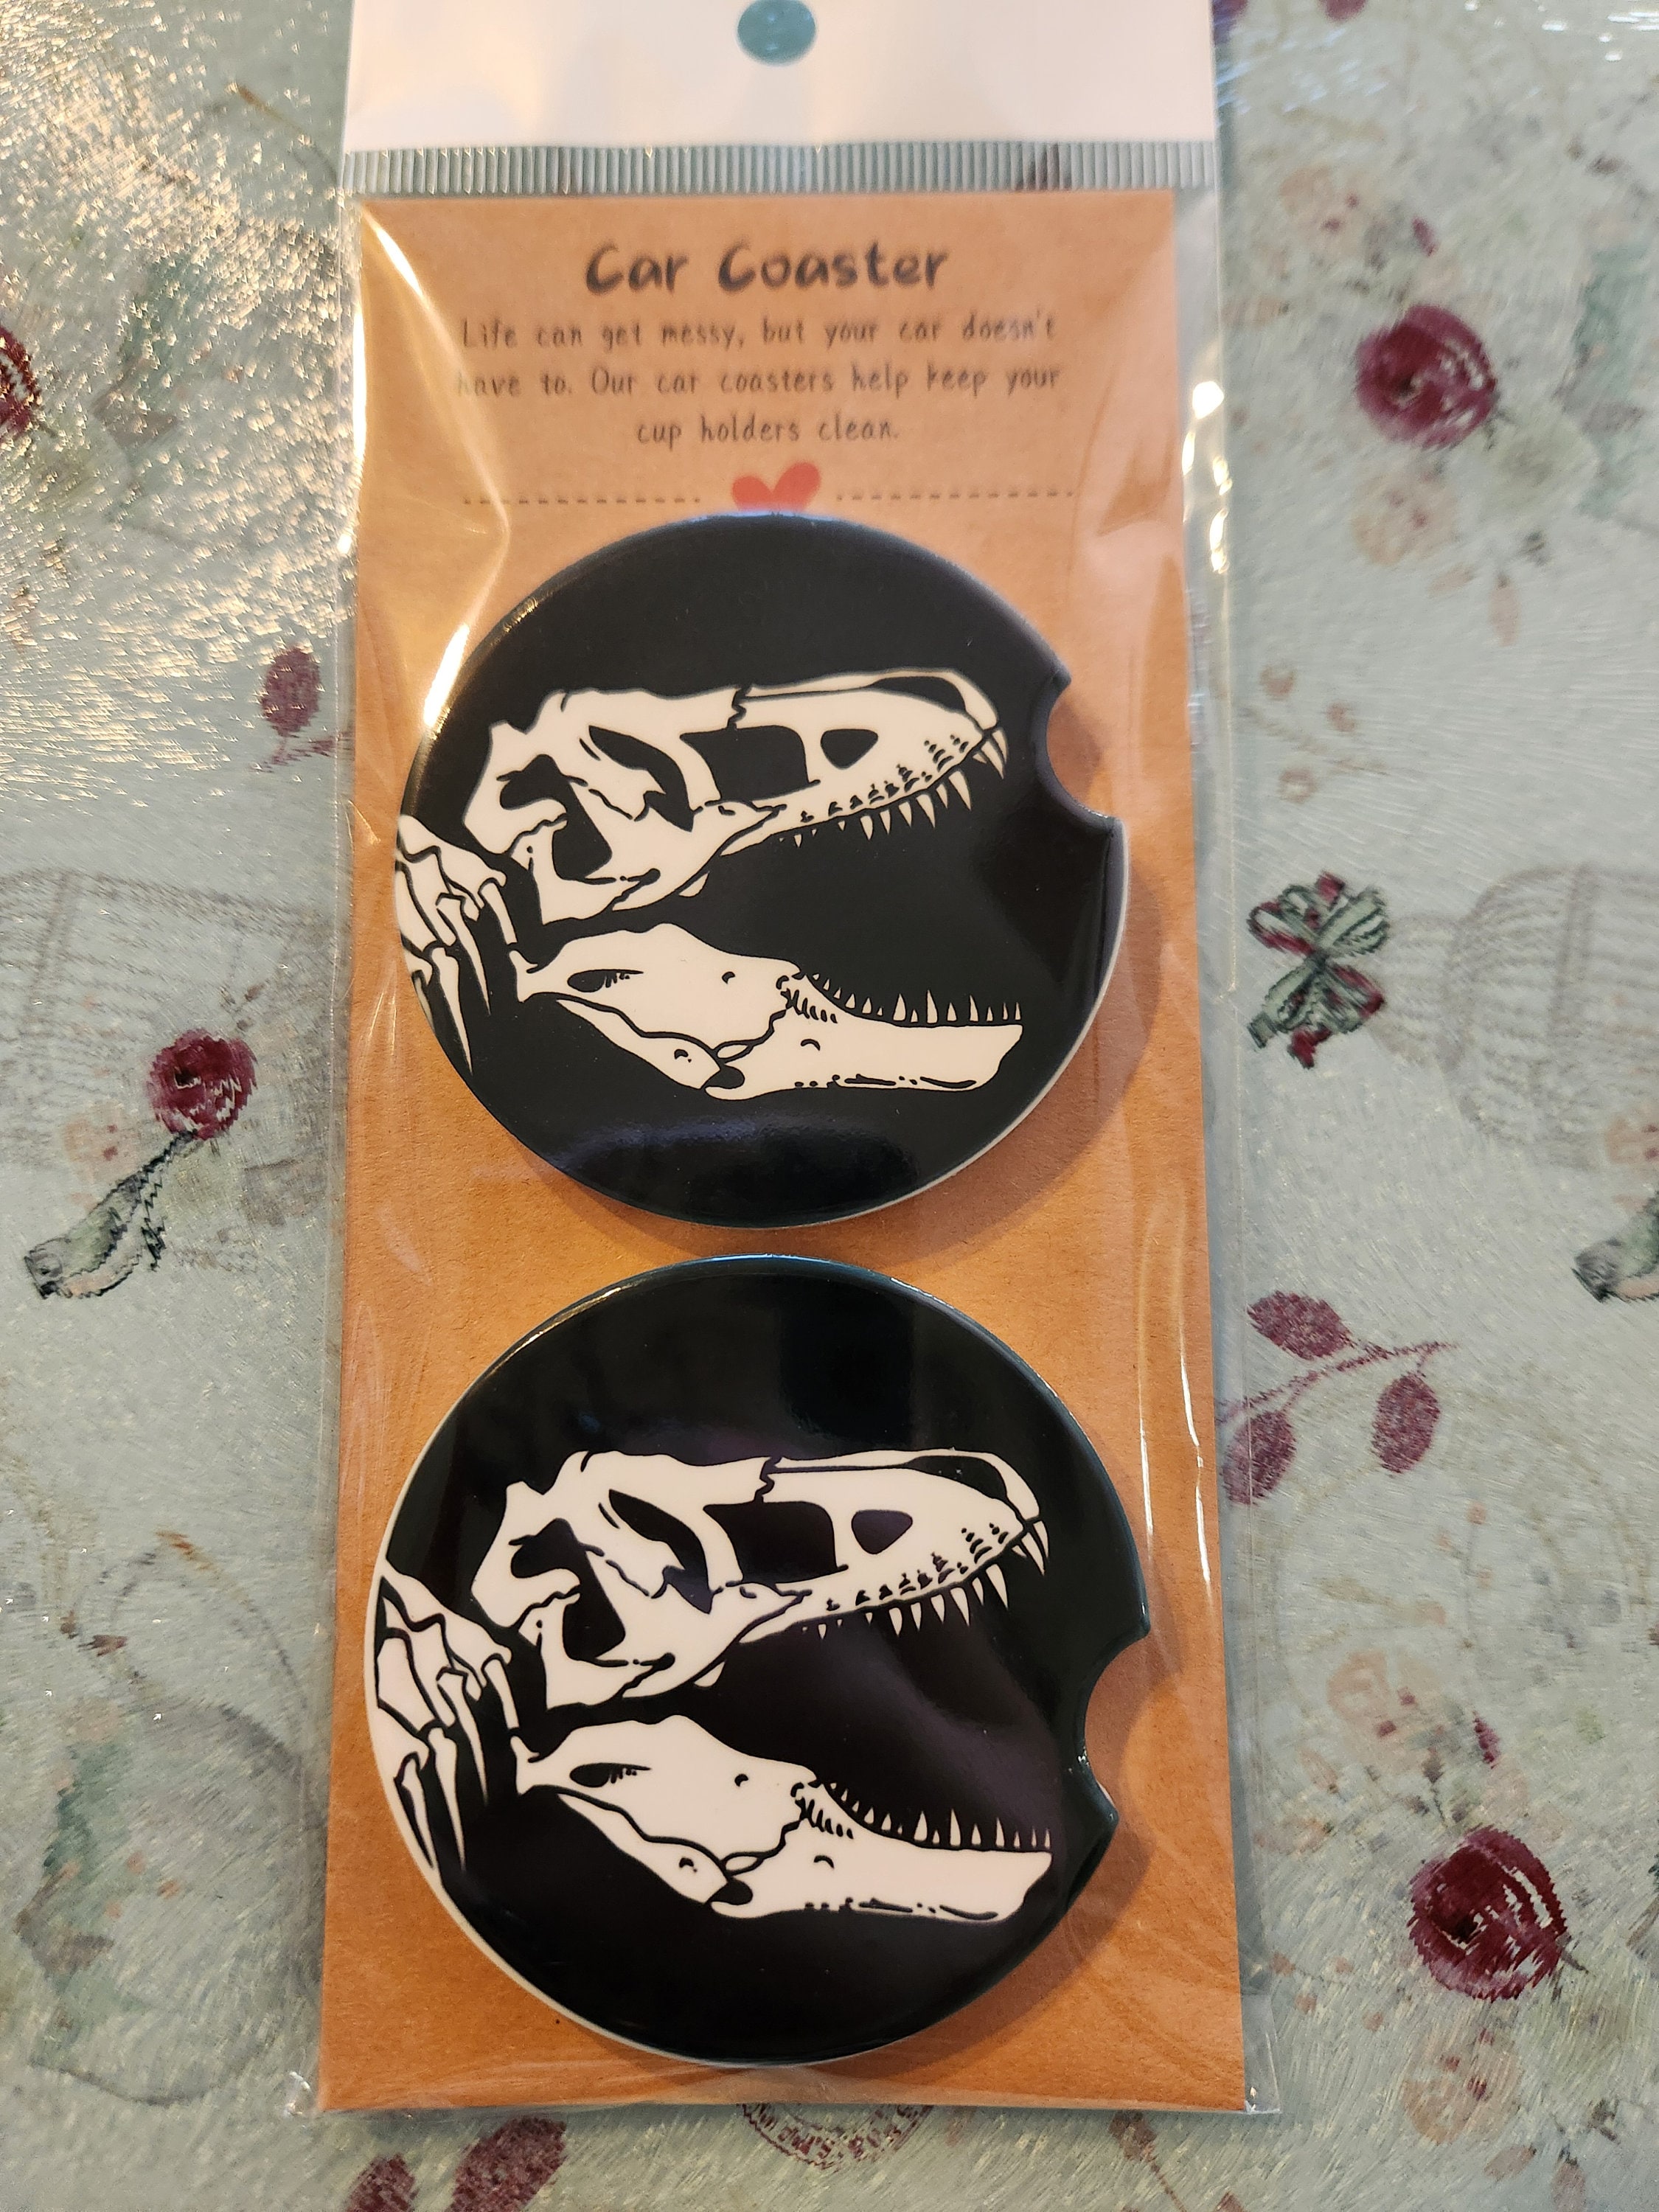 Car Coaster
Life can get messy, but your car doesn't
have to. Our car coasters help keep your
cup holders clean.